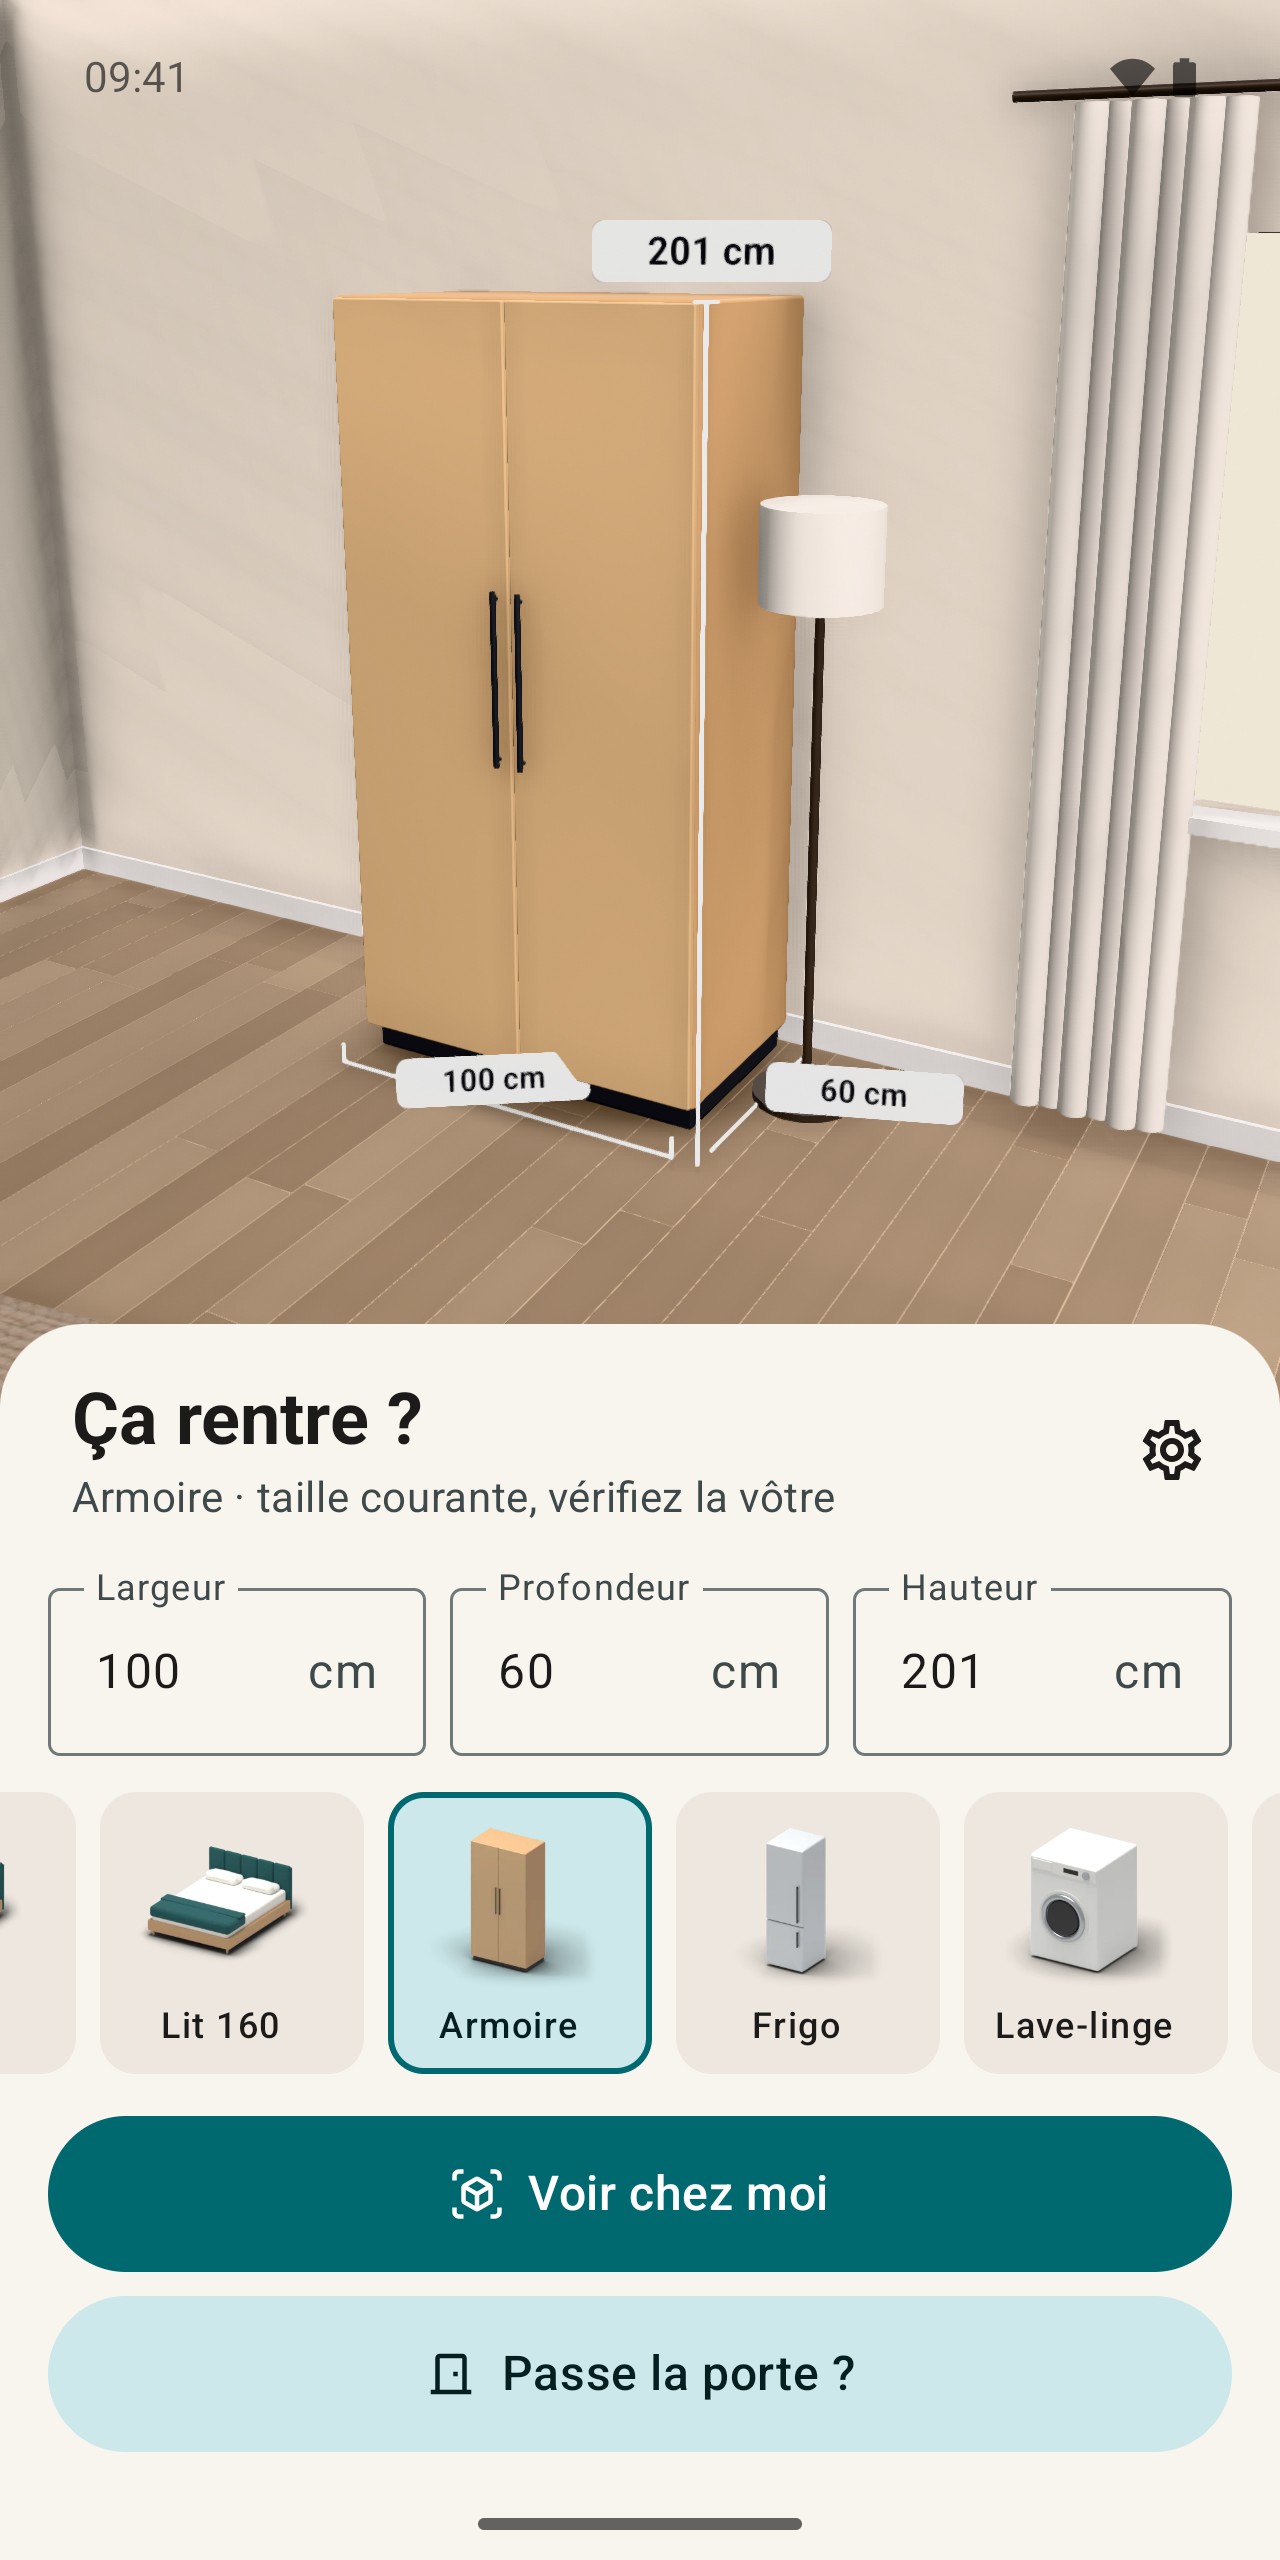 09:41
201 cm
100 cm
60 cm
Ça rentre ?
Armoire · taille courante, vérifiez la vôtre
Largeur
Profondeur
Hauteur
100 cm
60 cm
201 cm
Lit 160
Armoire
Frigo
Lave-linge
Voir chez moi
Passe la porte ?